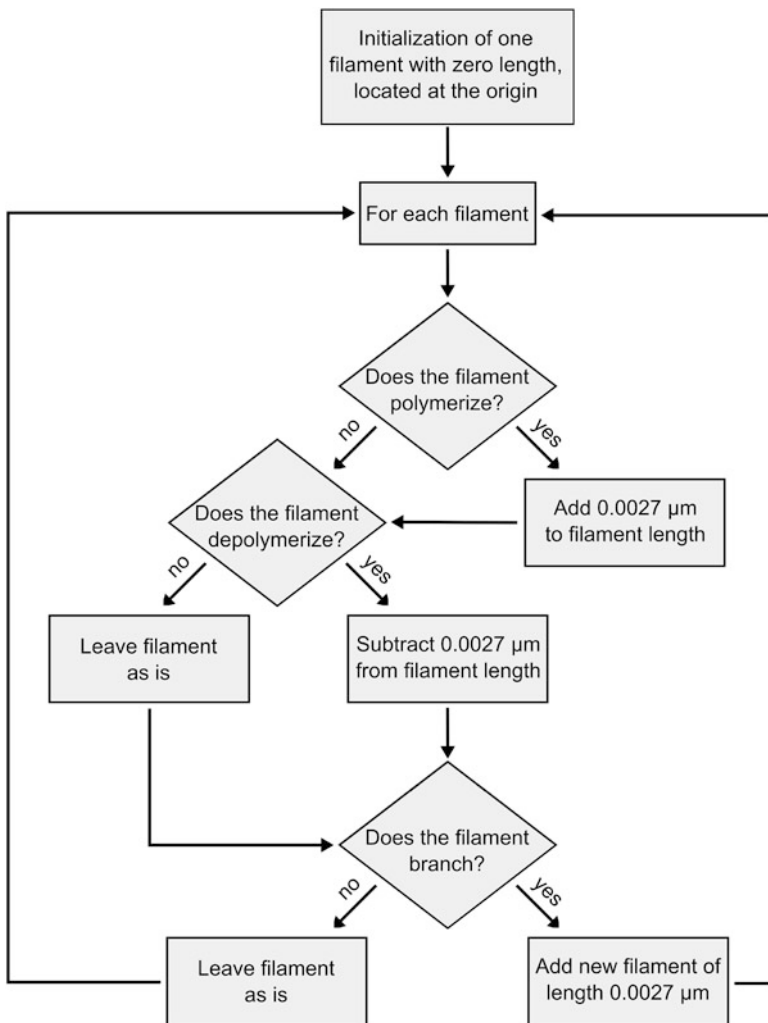 Initialization of one
filament with zero length,
located at the origin
For each filament
Does the filament
polymerize?
no
yes
Does the filament
depolymerize?
Add 0.0027 μm
to filament length
no
yes
Leave filament
as is
Subtract 0.0027 μm
from filament length
Does the filament
branch?
no
yes
Leave filament
as is
Add new filament of
length 0.0027 μm